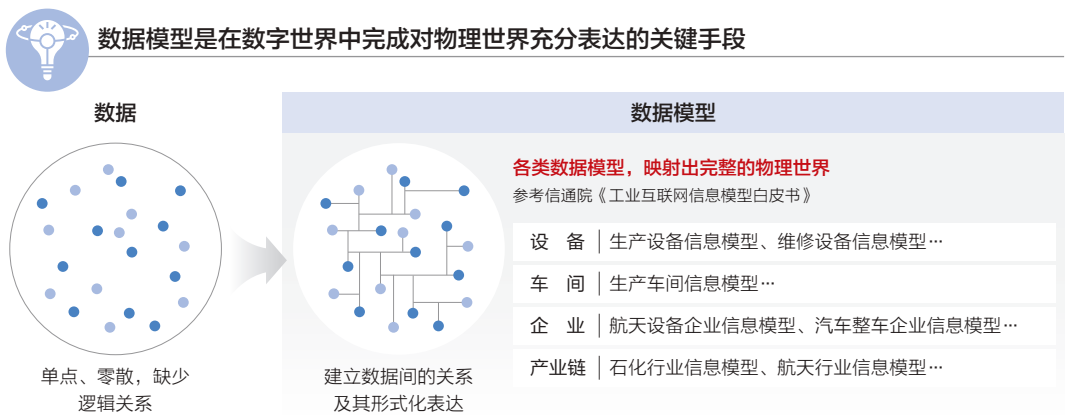 数据模型是在数字世界中完成对物理世界充分表达的关键手段
数据
单点、零散，缺少
逻辑关系
数据模型
建立数据间的关系
及其形式化表达
各类数据模型，映射出完整的物理世界
参考信通院《工业互联网信息模型白皮书》
设 备 | 生产设备信息模型、维修设备信息模型…
车 间 | 生产车间信息模型…
企 业 | 航天设备企业信息模型、汽车整车企业信息模型…
产业链 | 石化行业信息模型、航天行业信息模型…